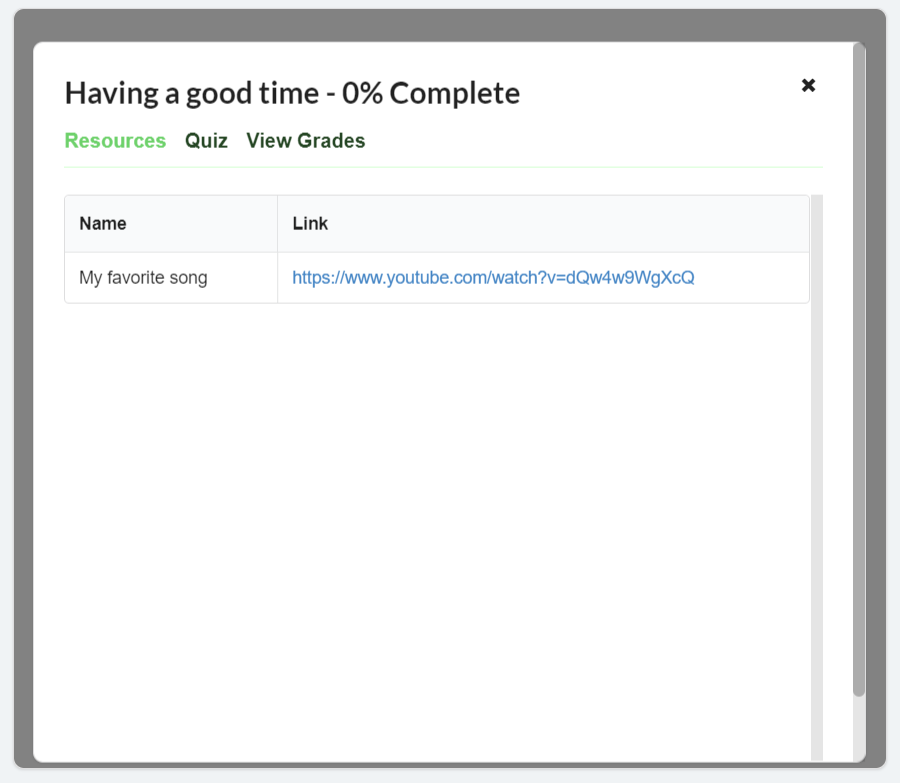 Having a good time - 0% Complete
Resources Quiz View Grades
Name Link
My favorite song https://www.youtube.com/watch?v=dQw4w9WgXcQ